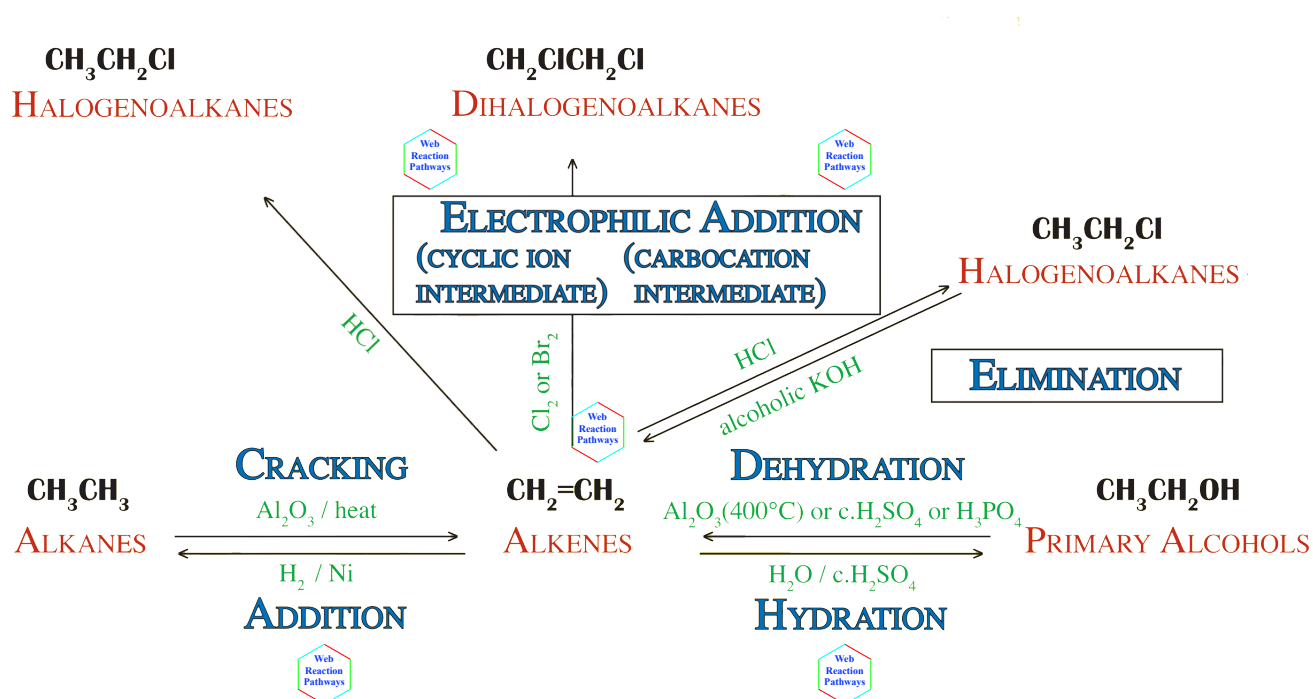 CH₃CH₂Cl
HALOGENOALKANES
CH₂ClCH₂Cl
DIHALOGENOALKANES
Web
Reaction
Pathways
Web
Reaction
Pathways
ELECTROPHILIC ADDITION
(CYCLIC ION
INTERMEDIATE)
(CARBOCATION
INTERMEDIATE)
CH₃CH₂Cl
HALOGENOALKANES
HCl
Cl₂ or Br₂
HCl
alcoholic KOH
ELIMINATION
Web
Reaction
Pathways
CRACKING
DEHYDRATION
CH₃CH₃
ALKANES
Al₂O₃ / heat
H₂ / Ni
ADDITION
CH₂=CH₂
ALKENES
Al₂O₃(400°C) or c.H₂SO₄ or H₃PO₄
H₂O / c.H₂SO₄
HYDRATION
CH₃CH₂OH
PRIMARY ALCOHOLS
Web
Reaction
Pathways
Web
Reaction
Pathways